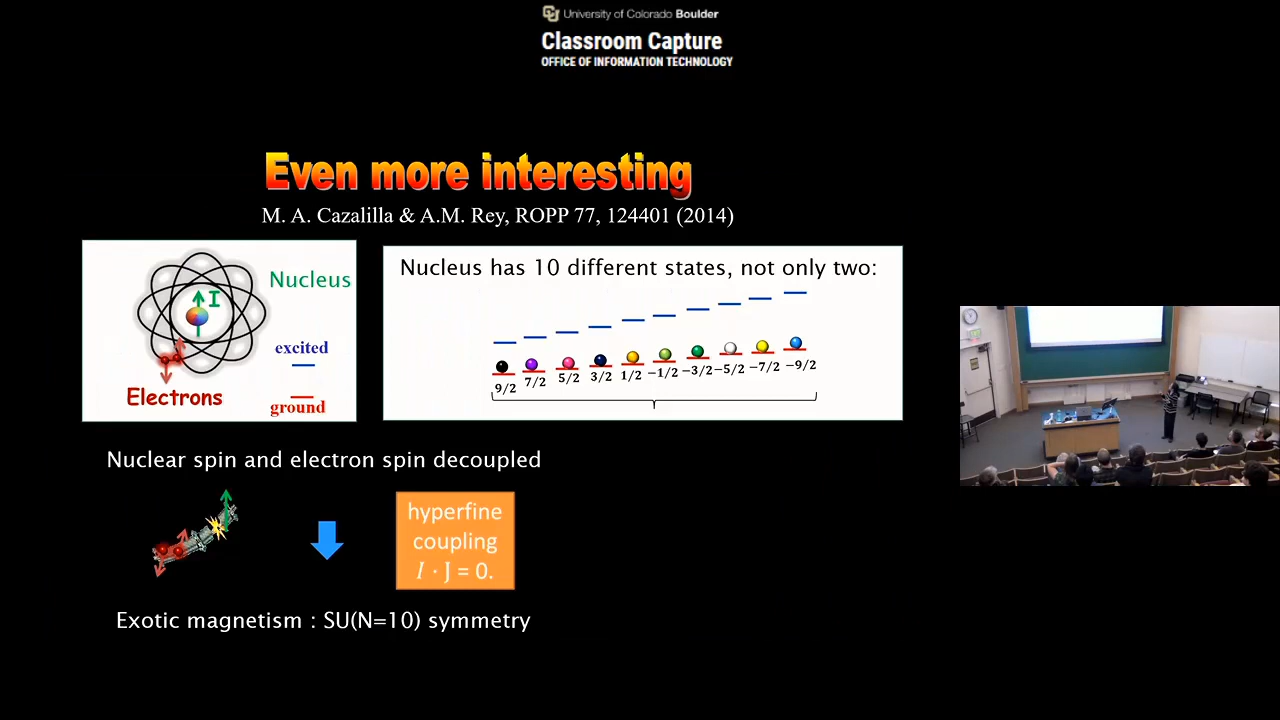 University of Colorado Boulder
Classroom Capture
OFFICE OF INFORMATION TECHNOLOGY
Even more interesting
M. A. Cazalilla & A.M. Rey, ROPP 77, 124401 (2014)
Nucleus
I
excited
Electrons
ground
Nucleus has 10 different states, not only two:
9/2 7/2 5/2 3/2 1/2 −1/2 −3/2 −5/2 −7/2 −9/2
Nuclear spin and electron spin decoupled
hyperfine
coupling
I · J = 0.
Exotic magnetism : SU(N=10) symmetry